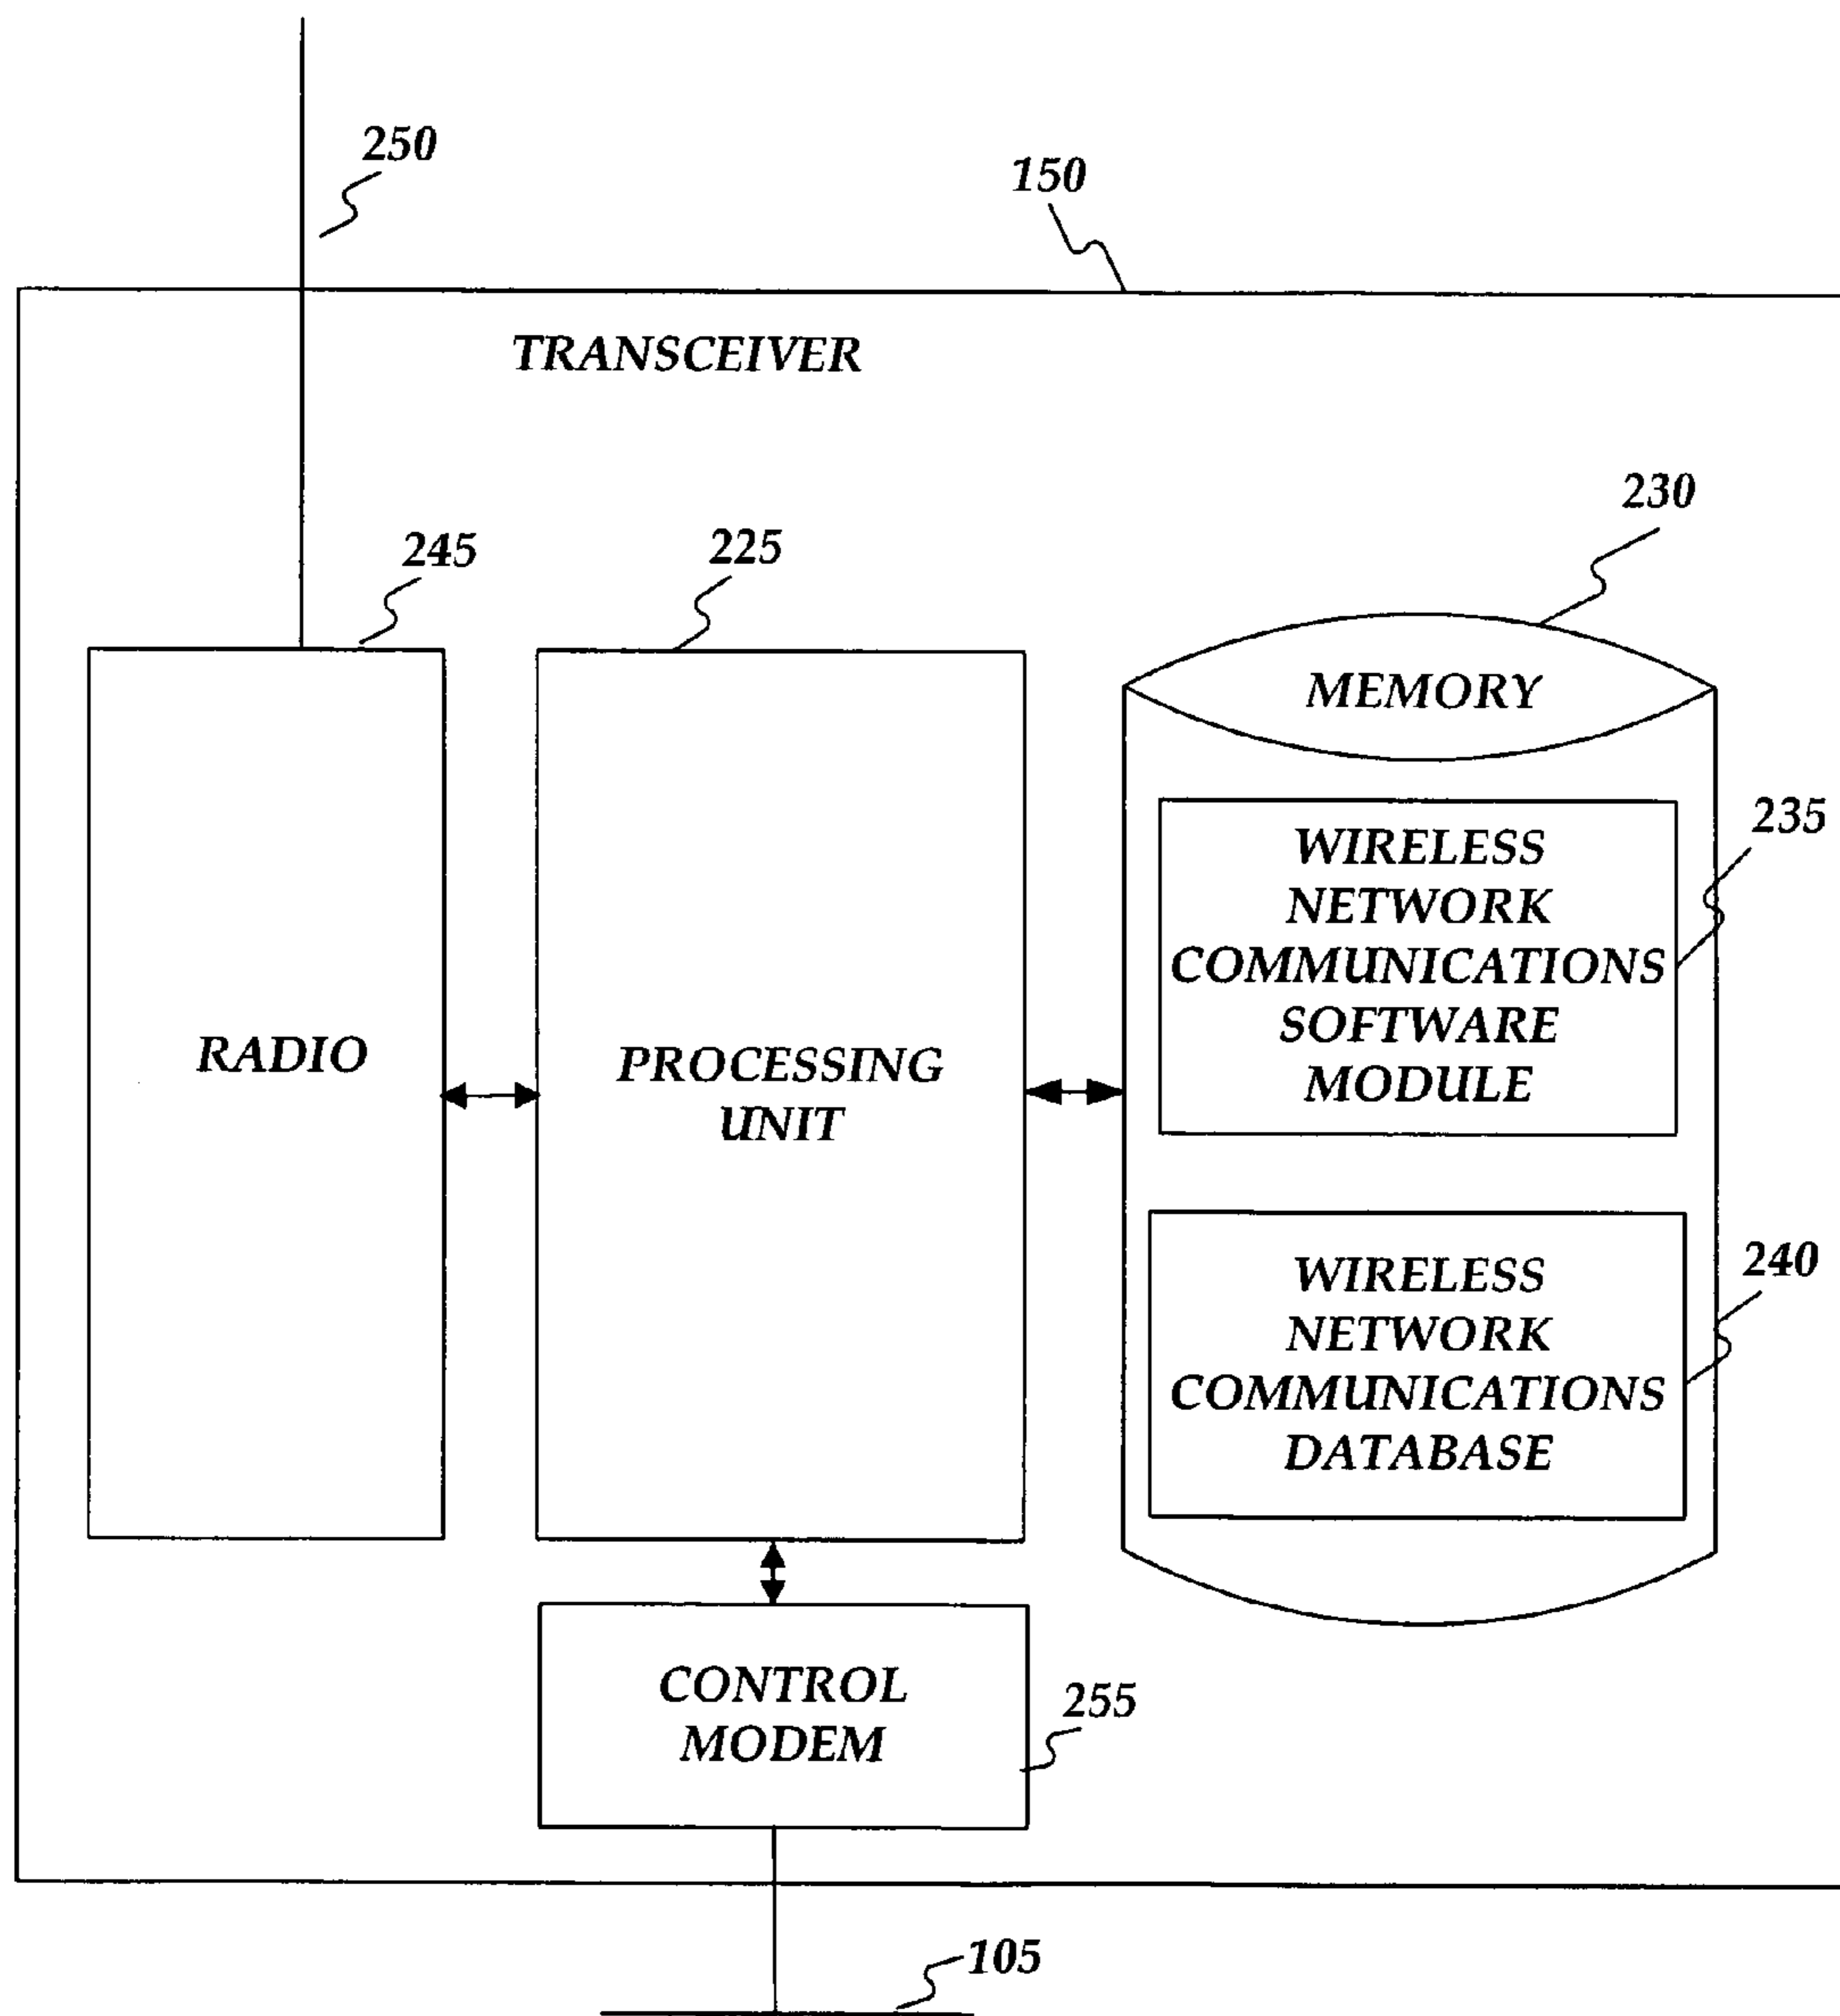 250
150
TRANSCEIVER
230
245
225
MEMORY
235
WIRELESS
NETWORK
COMMUNICATIONS
SOFTWARE
MODULE
RADIO
PROCESSING
UNIT
240
WIRELESS
NETWORK
COMMUNICATIONS
DATABASE
CONTROL
MODEM
255
105